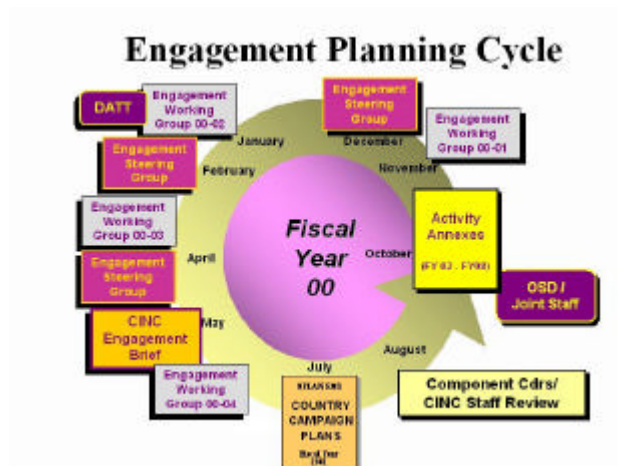 Engagement Planning Cycle
DATT
Engagement
Working
Group 00-02
Engagement
Steering
Group
Engagement
Working
Group 00-01
January
December
February
November
Engagement
Steering
Group
Engagement
Working
Group 00-03
Engagement
Steering
Group
April
Fiscal
Year
00
October
Activity
Annexes
OSD /
Joint Staff
CINC
Engagement
Brief
May
Engagement
Working
Group 00-04
July
August
COUNTRY
CAMPAIGN
PLANS
Component Cdrs/
CINC Staff Review